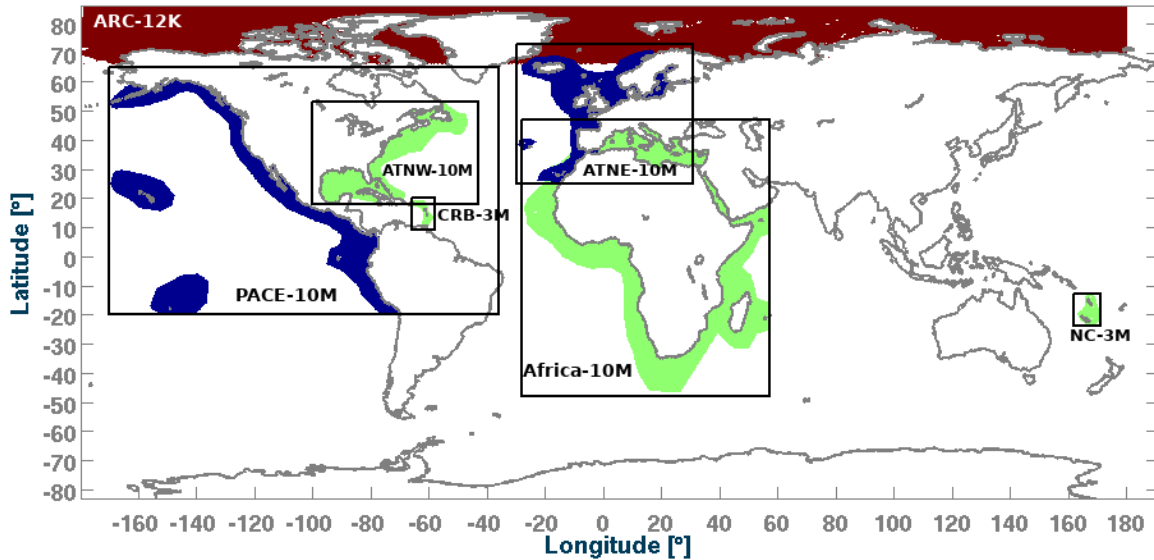 ARC-12K
80
70
60
50
40
30
20
10
0
-10
-20
-30
-40
-50
-60
-70
-80
Latitude [°]
ATNW-10M
ATNE-10M
CRB-3M
PACE-10M
NC-3M
Africa-10M
-160 -140 -120 -100 -80 -60 -40 -20 0 20 40 60 80 100 120 140 160 180
Longitude [°]